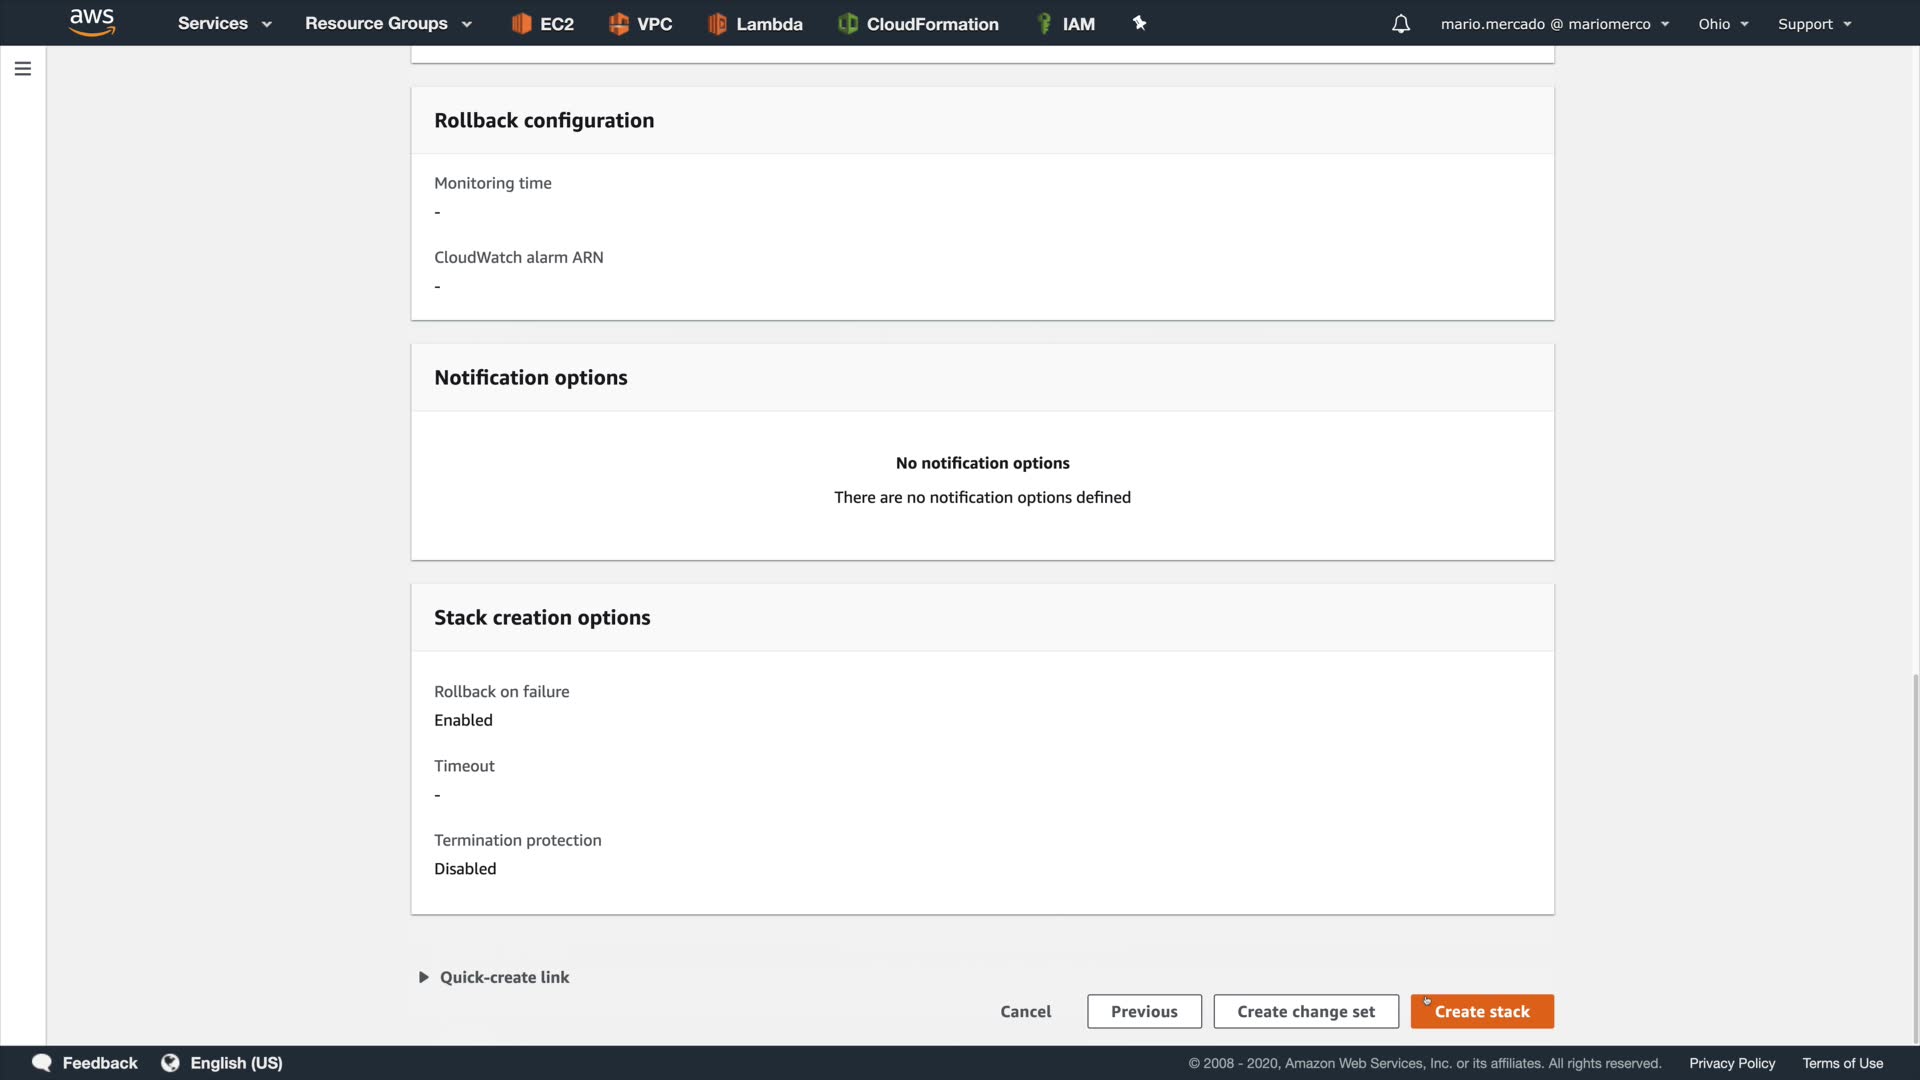 aws Services Resource Groups EC2 VPC Lambda CloudFormation IAM mario.mercado @ mariomerco Ohio Support
Rollback configuration
Monitoring time
-
CloudWatch alarm ARN
-
Notification options
No notification options
There are no notification options defined
Stack creation options
Rollback on failure
Enabled
Timeout
-
Termination protection
Disabled
Quick-create link
Cancel Previous Create change set Create stack
Feedback English (US) © 2008 - 2020, Amazon Web Services, Inc. or its affiliates. All rights reserved. Privacy Policy Terms of Use